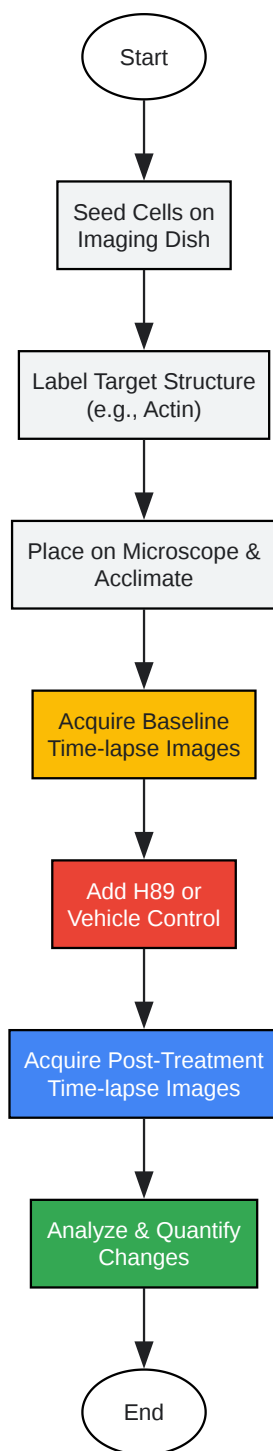 Start
Seed Cells on
Imaging Dish
Label Target Structure
(e.g., Actin)
Place on Microscope &
Acclimate
Acquire Baseline
Time-lapse Images
Add H89 or
Vehicle Control
Acquire Post-Treatment
Time-lapse Images
Analyze & Quantify
Changes
End